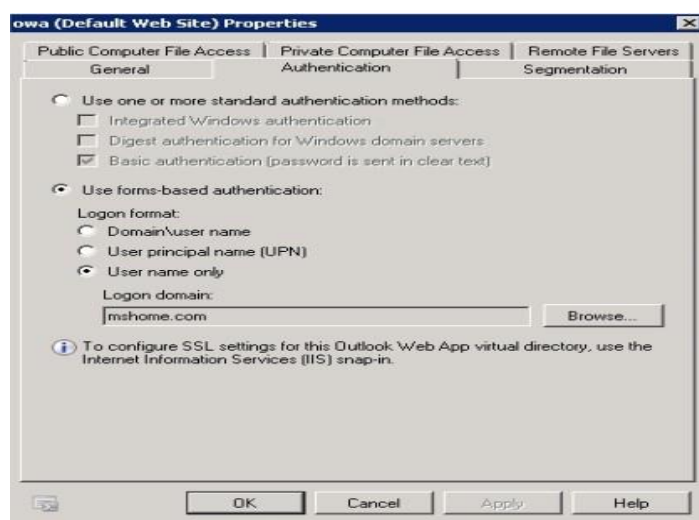 owa (Default Web Site) Properties
Public Computer File Access | Private Computer File Access | Remote File Servers
General Authentication Segmentation
Use one or more standard authentication methods:
Integrated Windows authentication
Digest authentication for Windows domain servers
Basic authentication (password is sent in clear text)
Use forms-based authentication:
Logon format:
Domain\user name
User principal name (UPN)
User name only
Logon domain:
mshome.com Browse...
To configure SSL settings for this Outlook Web App virtual directory, use the
Internet Information Services (IIS) snap-in.
OK Cancel Apply Help